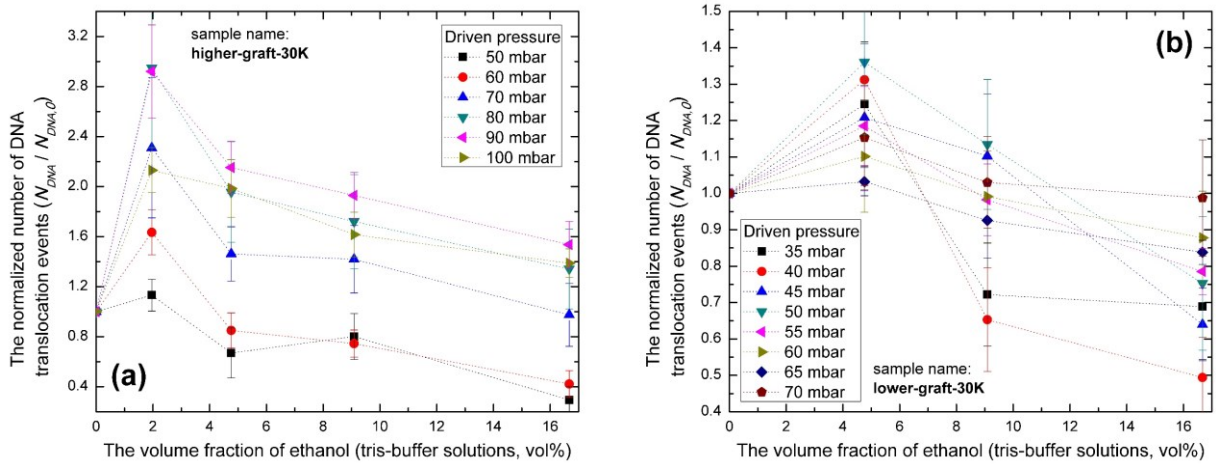 The normalized number of DNA
translocation events (N_DNA / N_DNA,0)
3.2
2.8
2.4
2.0
1.6
1.2
0.8
0.4
sample name:
higher-graft-30K
Driven pressure
50 mbar
60 mbar
70 mbar
80 mbar
90 mbar
100 mbar
(a)
0 2 4 6 8 10 12 14 16
The volume fraction of ethanol (tris-buffer solutions, vol%)
The normalized number of DNA
translocation events (N_DNA / N_DNA,0)
1.5
1.4
1.3
1.2
1.1
1.0
0.9
0.8
0.7
0.6
0.5
0.4
(b)
Driven pressure
35 mbar
40 mbar
45 mbar
50 mbar
55 mbar
60 mbar
65 mbar
70 mbar
sample name:
lower-graft-30K
0 2 4 6 8 10 12 14 16
The volume fraction of ethanol (tris-buffer solutions, vol%)